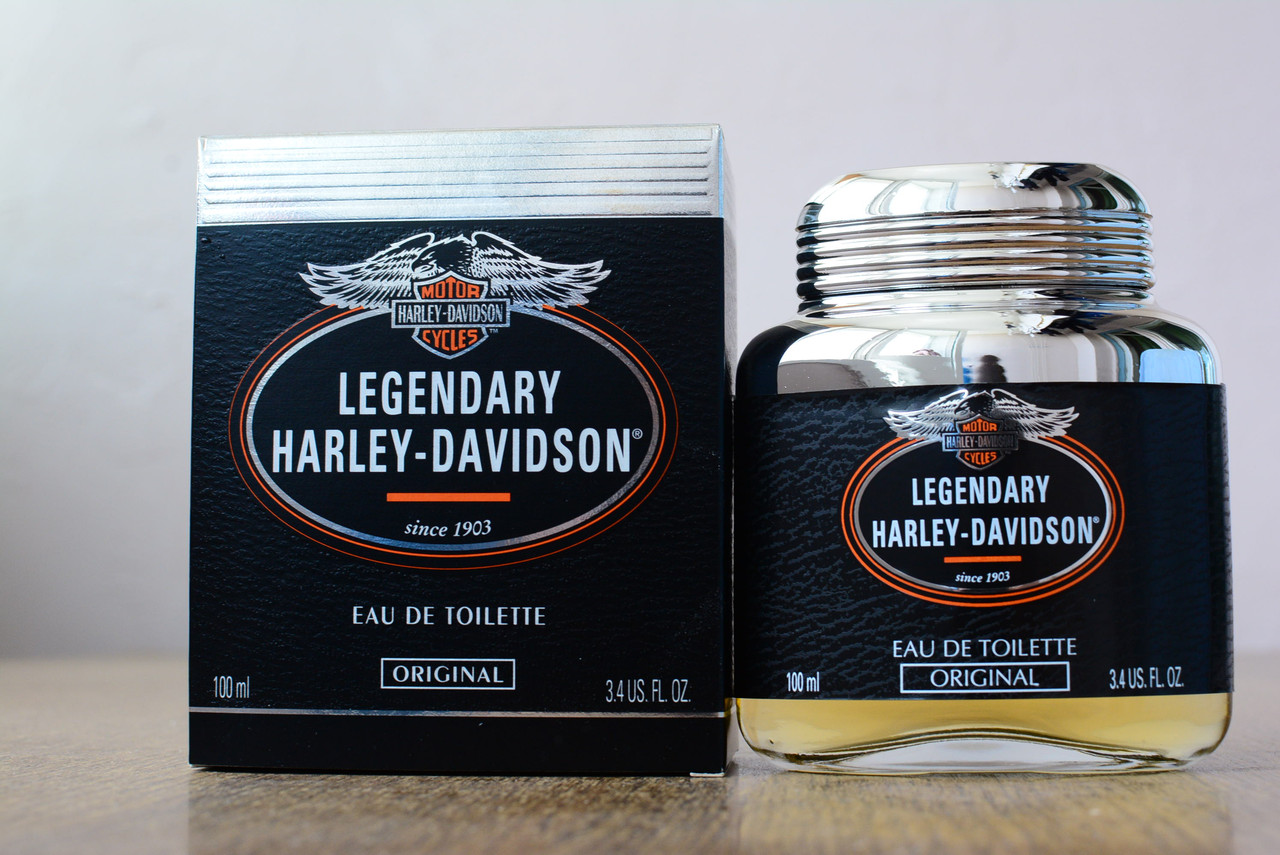 MOTOR
HARLEY-DAVIDSON
CYCLES™
LEGENDARY
HARLEY-DAVIDSON®
since 1903
EAU DE TOILETTE
ORIGINAL
100 ml
3.4 US. FL. OZ.
MOTOR
HARLEY-DAVIDSON
CYCLES
LEGENDARY
HARLEY-DAVIDSON®
since 1903
EAU DE TOILETTE
ORIGINAL
100 ml
3.4 US. FL. OZ.